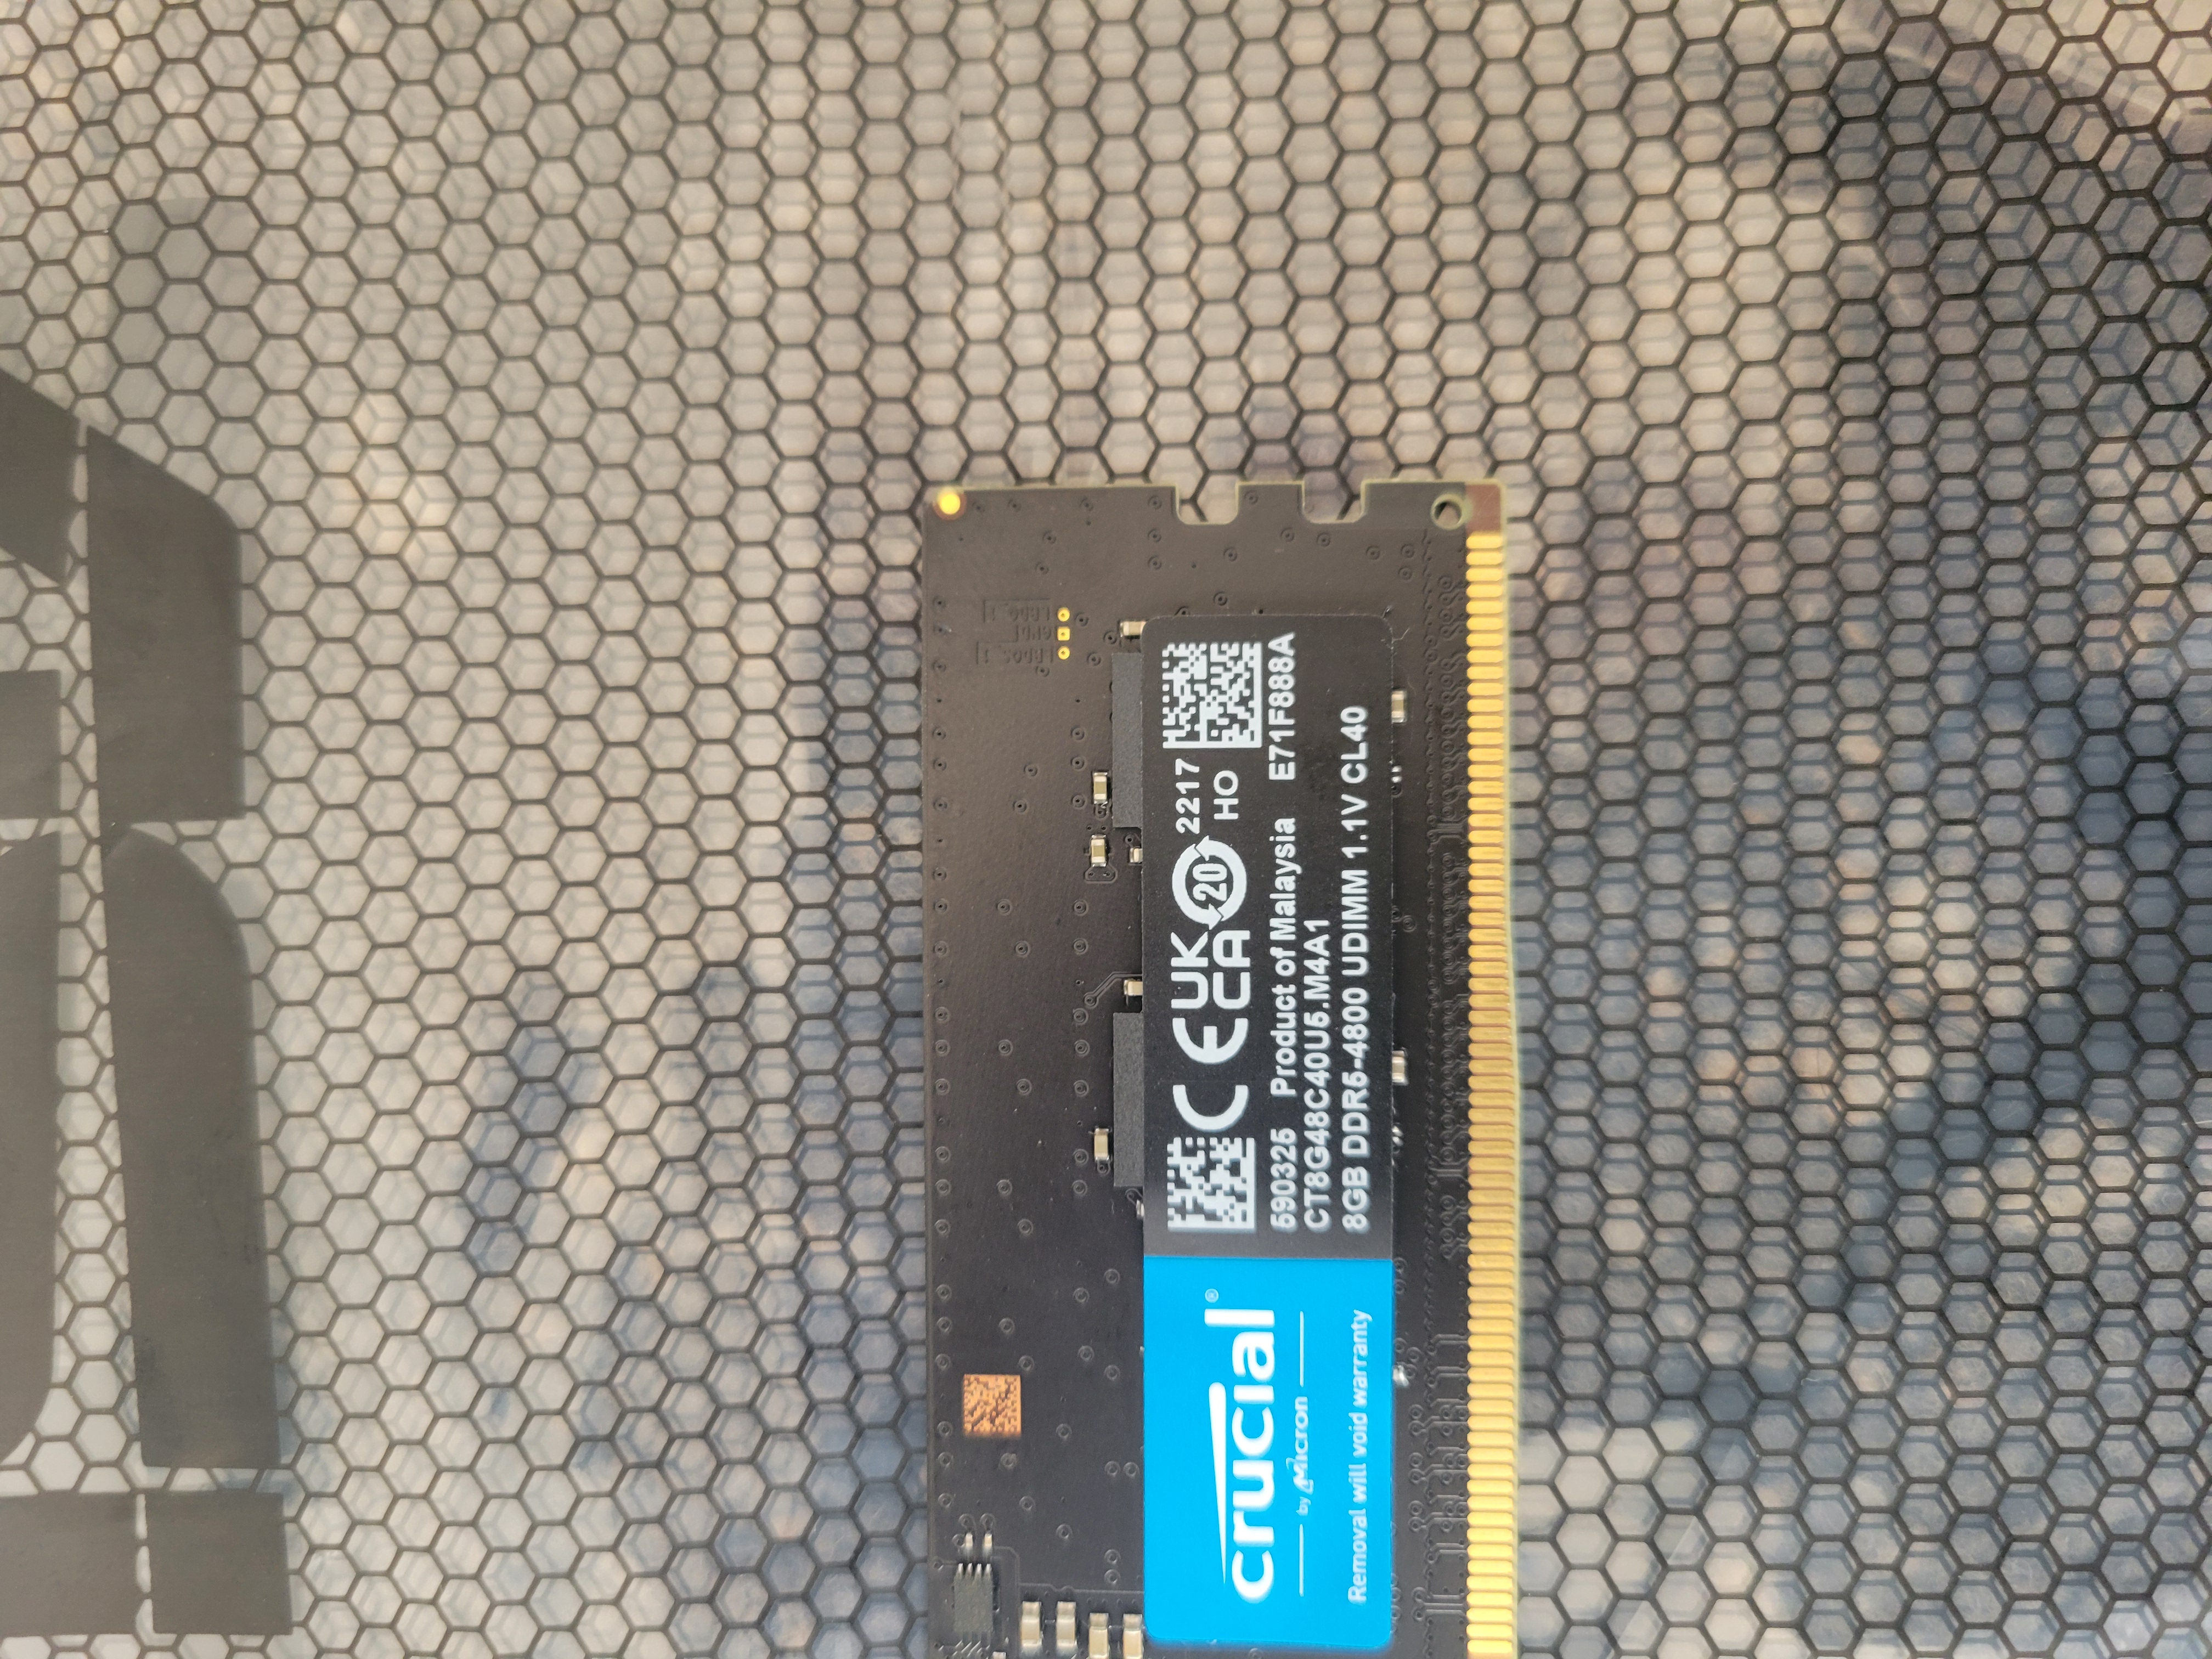 crucial®
by Micron
Removal will void warranty
CE UK CA 20 2217
HO
590325 Product of Malaysia E71F888A
CT8G48C40U5.M4A1
8GB DDR5-4800 UDIMM 1.1V CL40